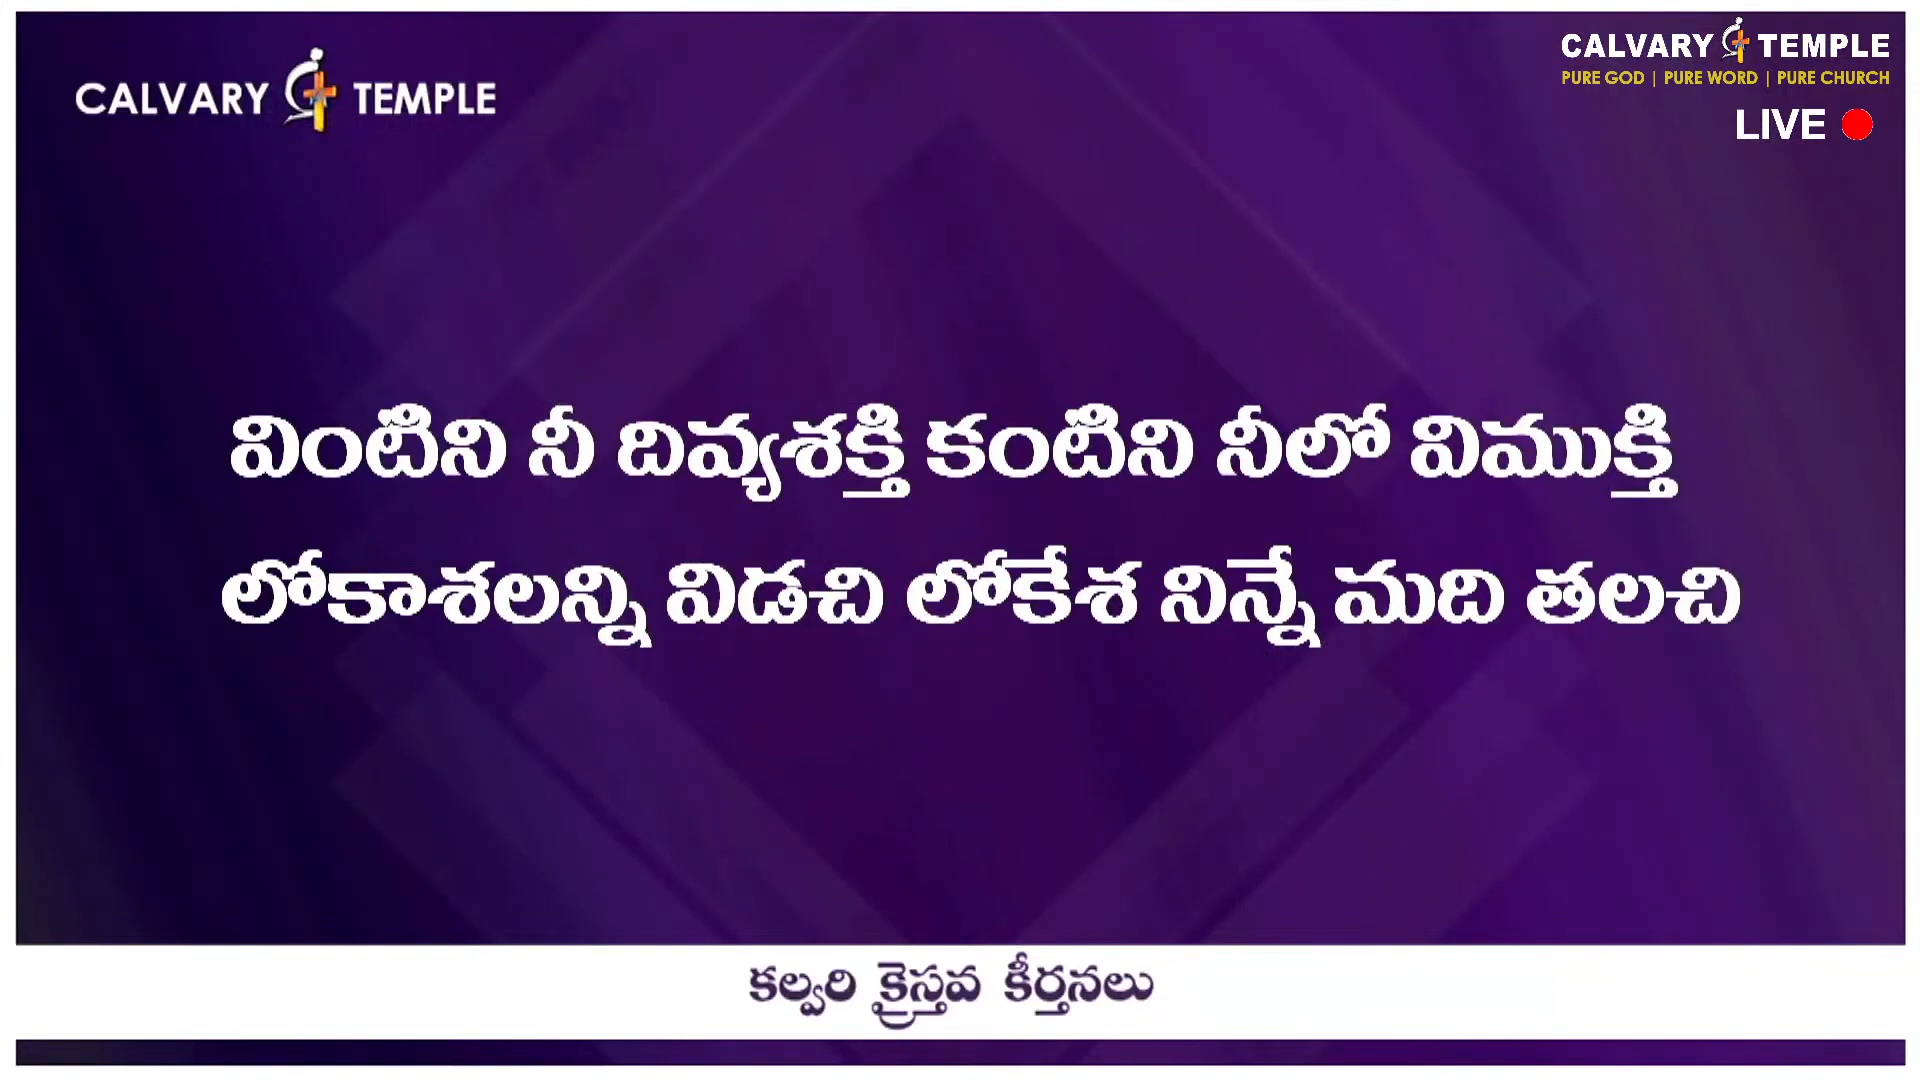 CALVARY TEMPLE
CALVARY TEMPLE
PURE GOD | PURE WORD | PURE CHURCH
LIVE
వింటిని నీ దివ్యశక్తి కంటిని నీలో విముక్తి
లోకాశలన్ని విడచి లోకేశ నిన్నే మది తలచి
కల్వరి క్రైస్తవ కీర్తనలు